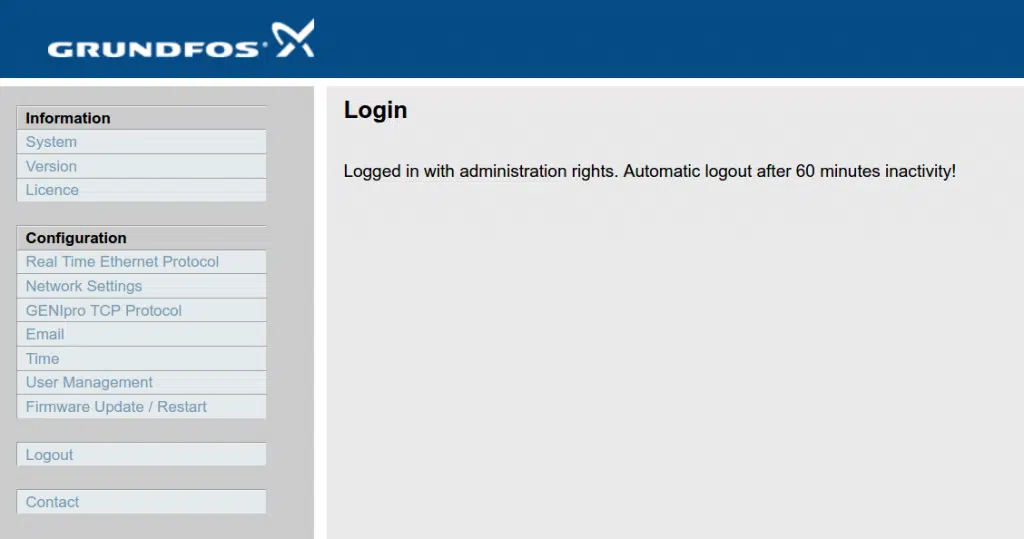 GRUNDFOS
Information
System
Version
Licence
Configuration
Real Time Ethernet Protocol
Network Settings
GENIpro TCP Protocol
Email
Time
User Management
Firmware Update / Restart
Logout
Contact
Login
Logged in with administration rights. Automatic logout after 60 minutes inactivity!